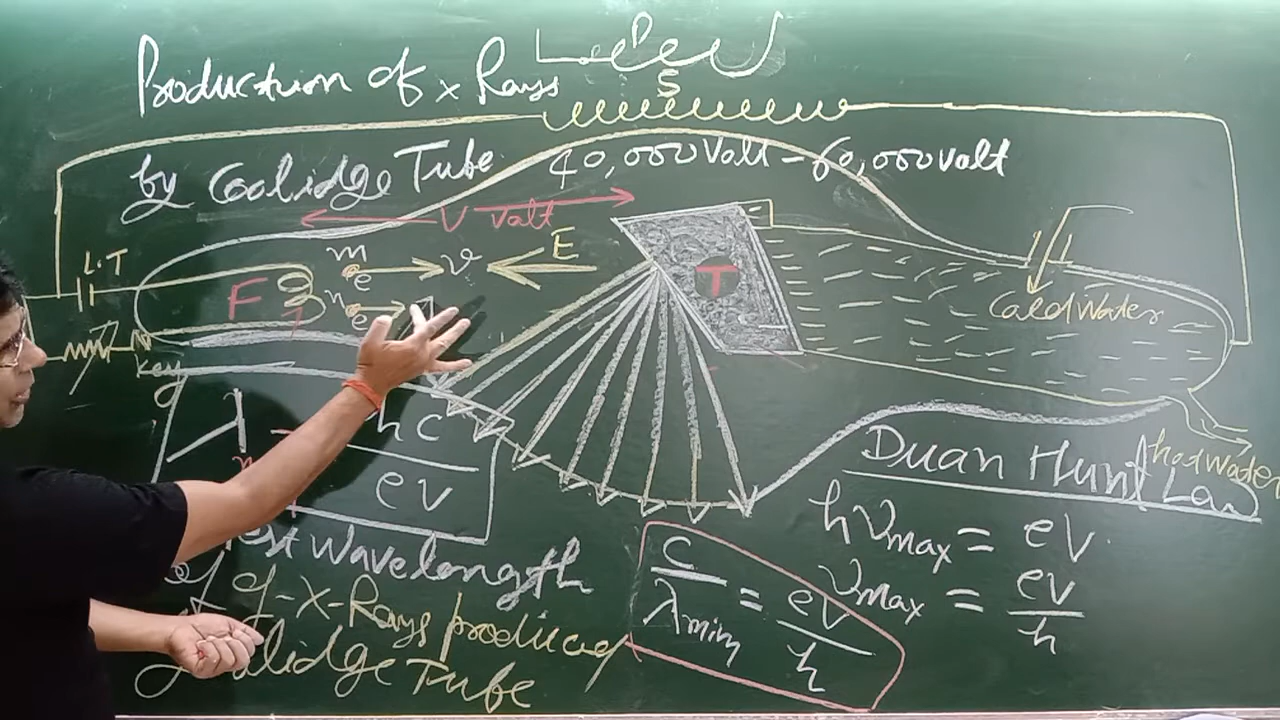 Production of x Rays
P
S
by Coolidge Tube 40,000 Volt - 60,000 Volt
V Volt
L.T
F
m
e
v
E
m
e
T
Cold Water
Key
λ
hc
eV
Wavelength
of X-Rays produced
Coolidge Tube
c
λmin
=
eV
h
hot Water
Duan Hunt Law
hνmax = eV
νmax = eV
h